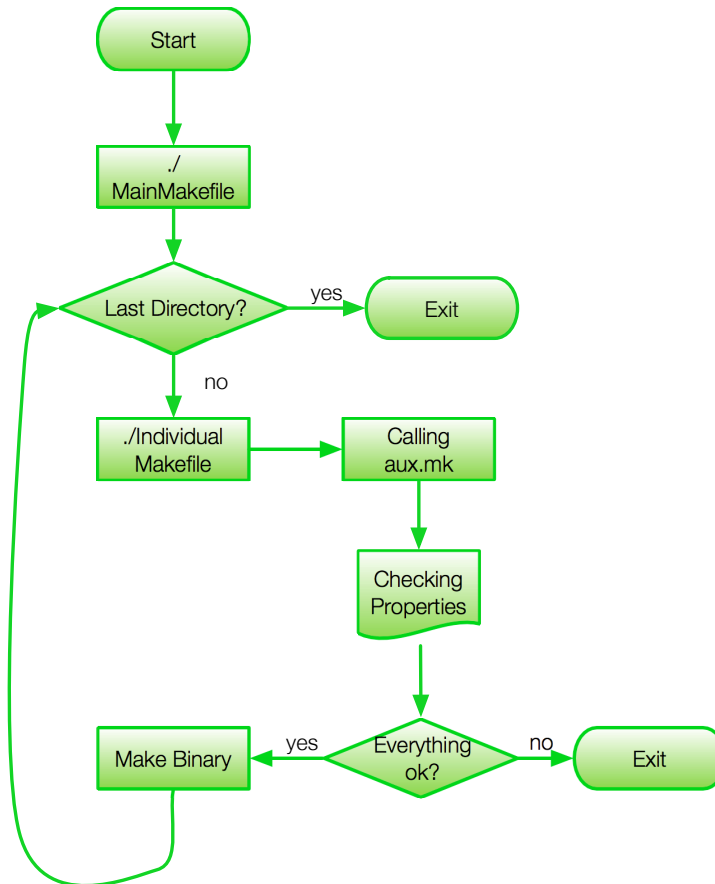 Start
./
MainMakefile
Last Directory?
yes
Exit
no
./Individual
Makefile
Calling
aux.mk
Checking
Properties
Make Binary
yes
Everything
ok?
no
Exit